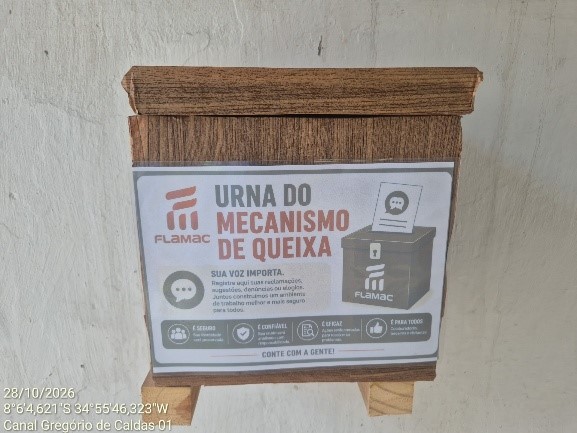 URNA DO
MECANISMO
DE QUEIXA
FLAMAC
SUA VOZ IMPORTA.
Registre aqui suas reclamações,
sugestões, denúncias ou elogios.
Juntos construímos um ambiente
de trabalho melhor e mais seguro
para todos.
FLAMAC
É SEGURO
É CONFIÁVEL
É EFICAZ
É PARA TODOS
CONTE COM A GENTE!
28/10/2026
8°6'4,621"S 34°55'46,323"W
Canal Gregório de Caldas 01